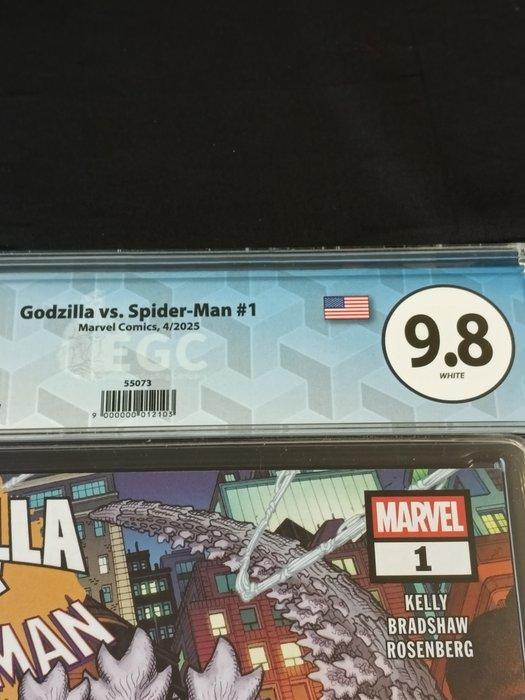 Godzilla vs. Spider-Man #1
Marvel Comics, 4/2025
EGC
55073
9 000000 012103
9.8
WHITE
LLA
MAN
MARVEL
1
KELLY
BRADSHAW
ROSENBERG